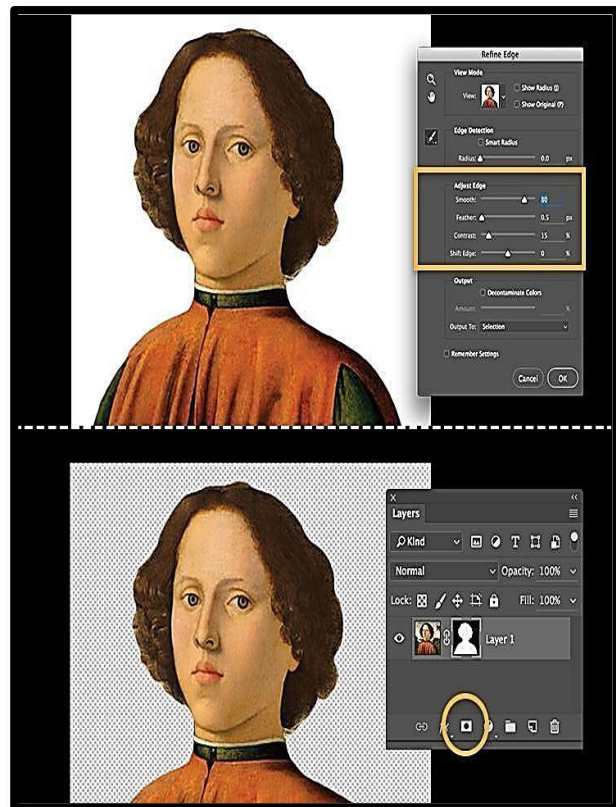 Refine Edge
View Mode
View:
Show Radius (J)
Show Original (P)
Edge Detection
Smart Radius
Radius: 0.0 px
Adjust Edge
Smooth: 80
Feather: 0.5 px
Contrast: 15 %
Shift Edge: 0 %
Output
Decontaminate Colors
Amount: %
Output To: Selection
Remember Settings
Cancel OK
Layers
Kind
Normal Opacity: 100%
Lock: Fill: 100%
Layer 1